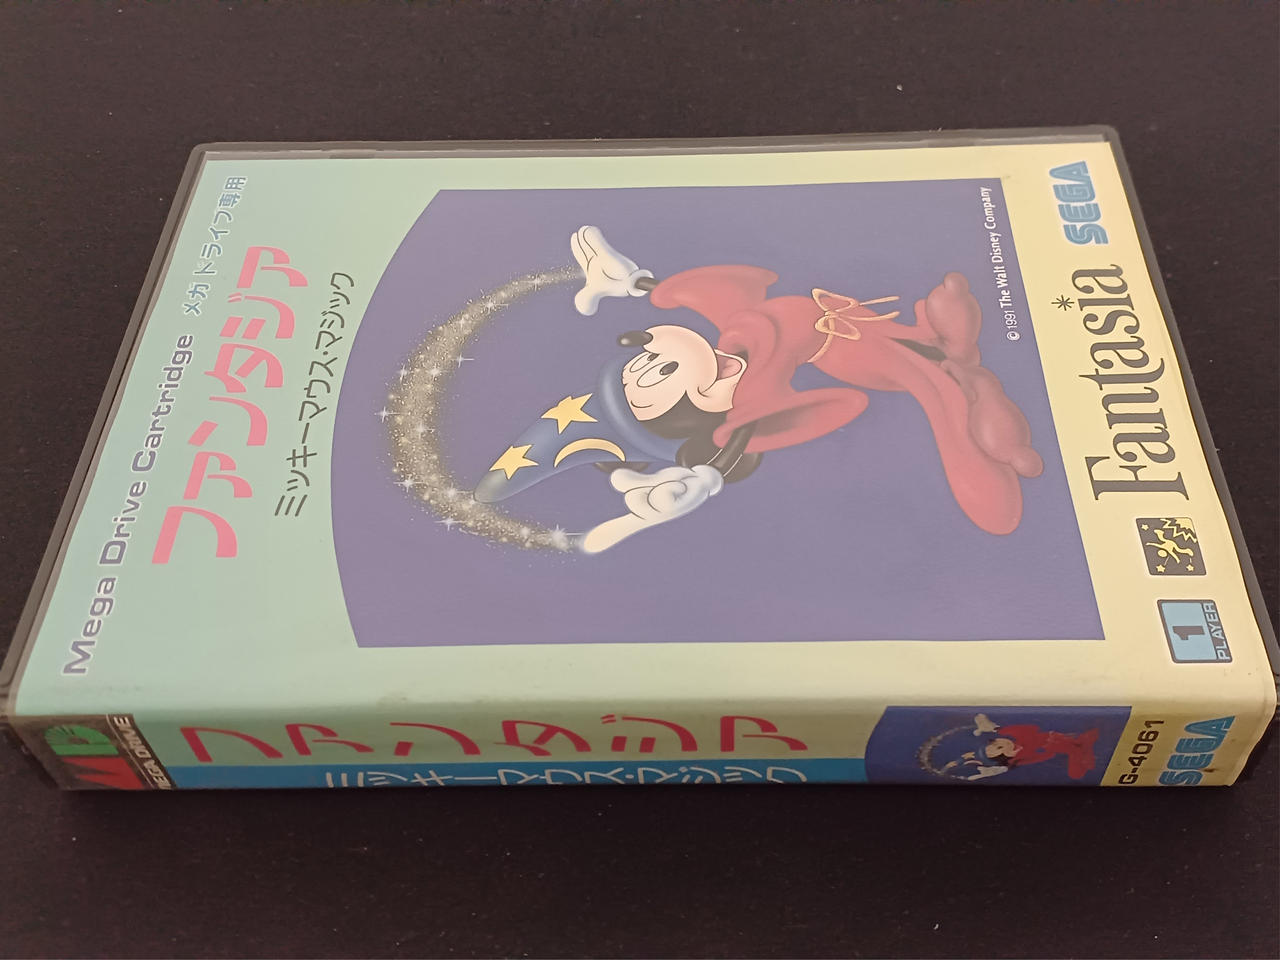 Mega Drive Cartridge メガドライブ専用
ファンタジア
ミッキーマウス・マジック
© 1991 The Walt Disney Company
1
PLAYER
Fantasia
SEGA
MD
MEGA DRIVE
ファンタジア
ミッキーマウス・マジック
G-4061
SEGA